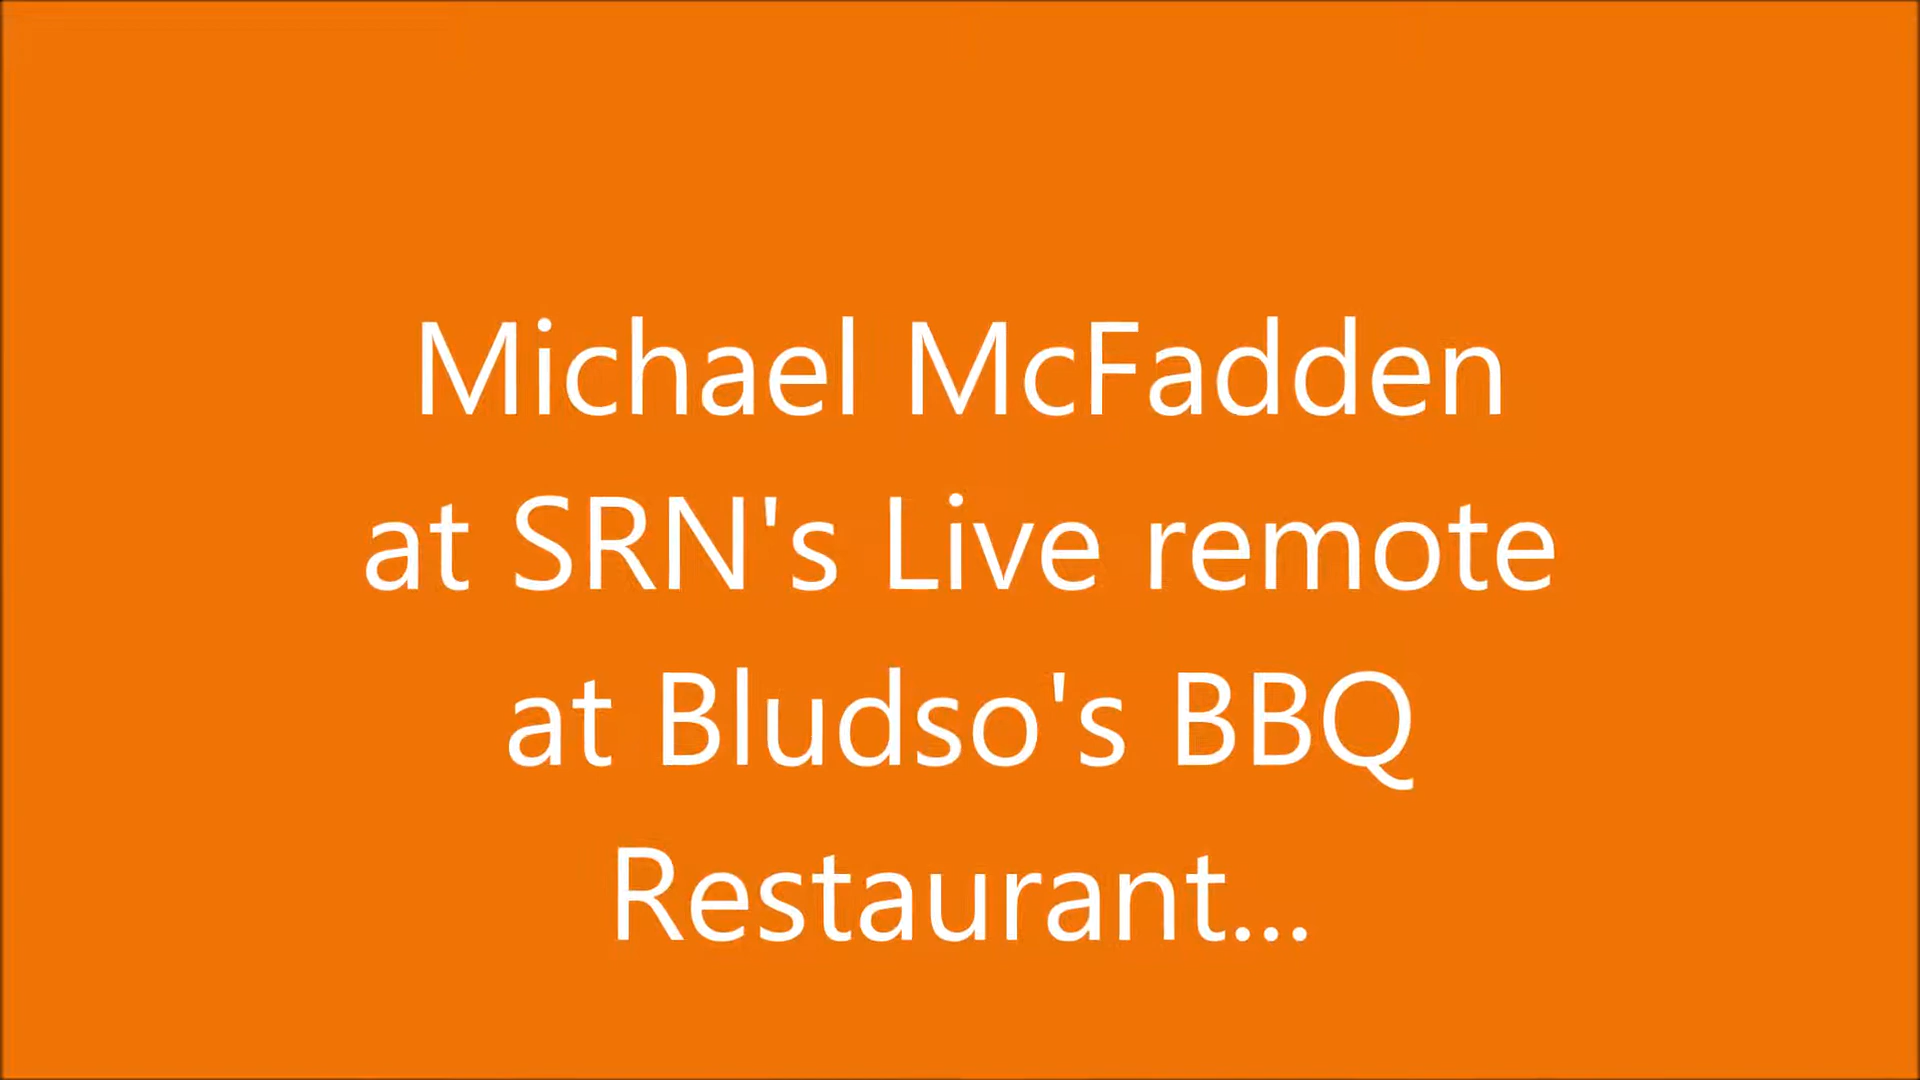 Michael McFadden
at SRN's Live remote
at Bludso's BBQ
Restaurant...